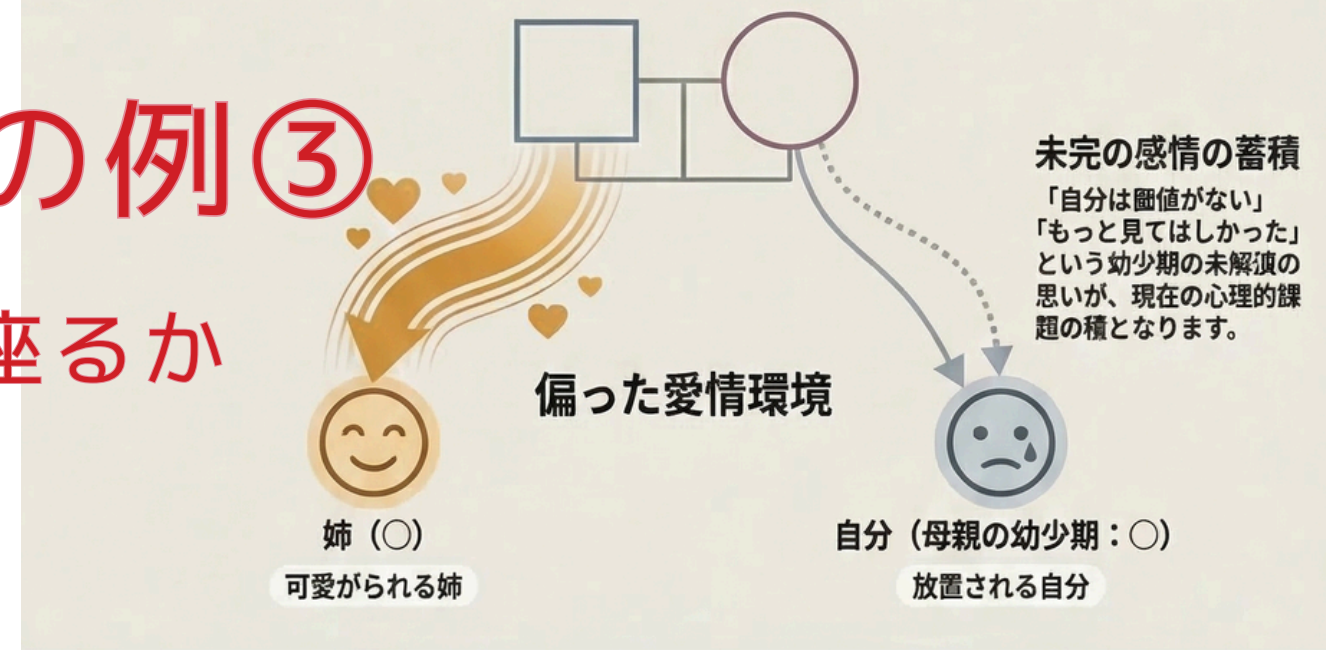 の例③
座るか
未完の感情の蓄積
「自分は値がない」
「もっと見てはしかった」
という幼少期の未解の
思いが、現在の心理的課
題の積となります。
偏った愛情環境
姉（○）
可愛がられる姉
自分（母親の幼少期：○）
放置される自分